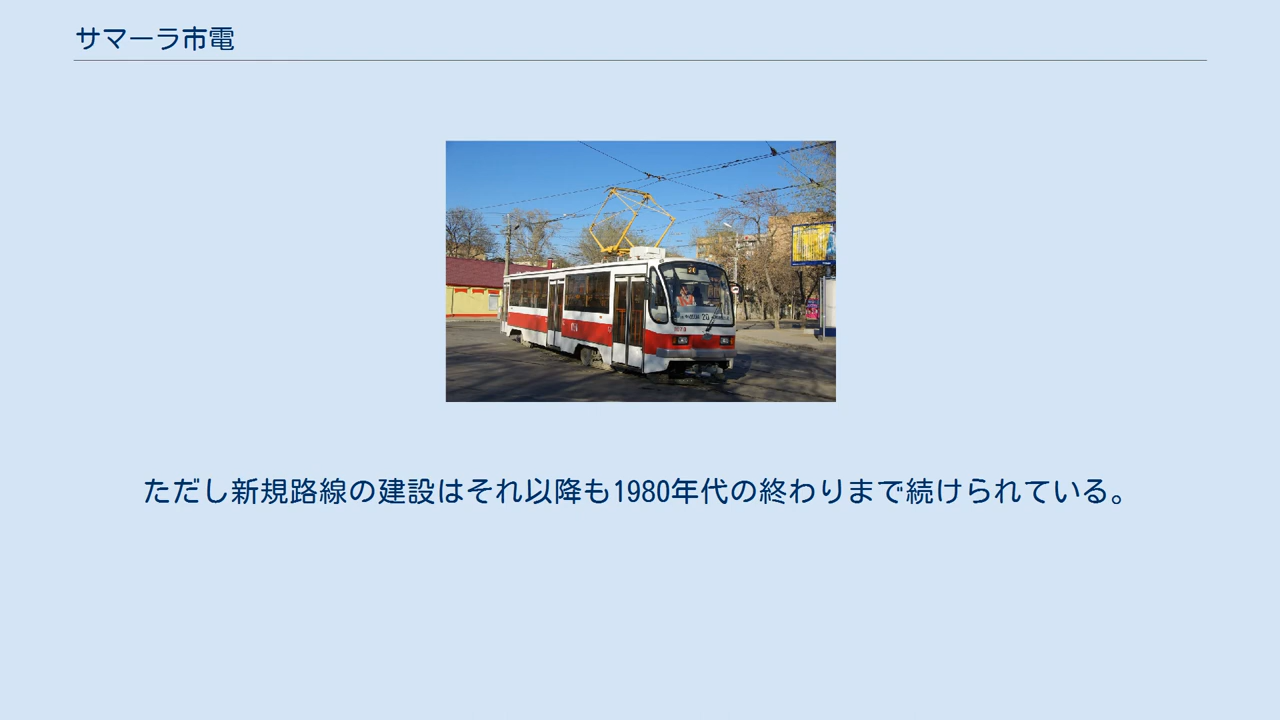 サマーラ市電
20
ただし新規路線の建設はそれ以降も1980年代の終わりまで続けられている。